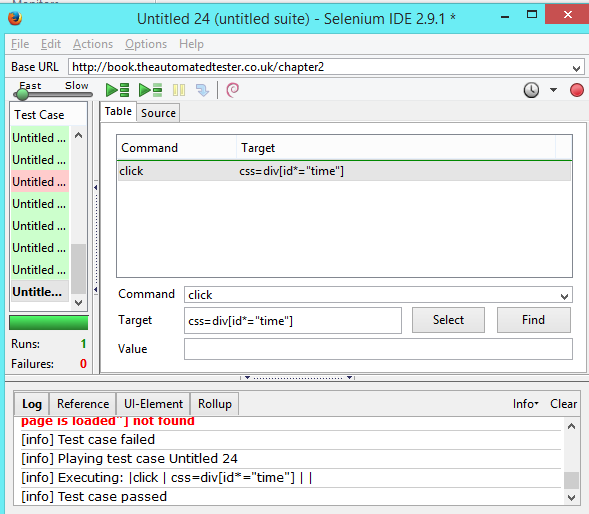 Untitled 24 (untitled suite) - Selenium IDE 2.9.1 *
File Edit Actions Options Help
Base URL http://book.theautomatedtester.co.uk/chapter2
Fast Slow
Test Case
Table Source
Untitled ...
Untitled ...
Untitled ...
Untitled ...
Untitled ...
Untitled ...
Untitled ...
Untitle...
Command Target
click css=div[id*="time"]
Command click
Target css=div[id*="time"] Select Find
Value
Runs: 1
Failures: 0
Log Reference UI-Element Rollup Info Clear
page is loaded"] not found
[info] Test case failed
[info] Playing test case Untitled 24
[info] Executing: |click | css=div[id*="time"] | |
[info] Test case passed